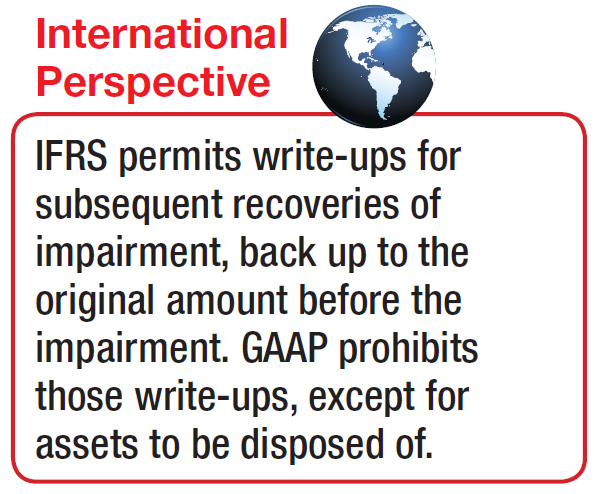 International
Perspective
IFRS permits write-ups for
subsequent recoveries of
impairment, back up to the
original amount before the
impairment. GAAP prohibits
those write-ups, except for
assets to be disposed of.